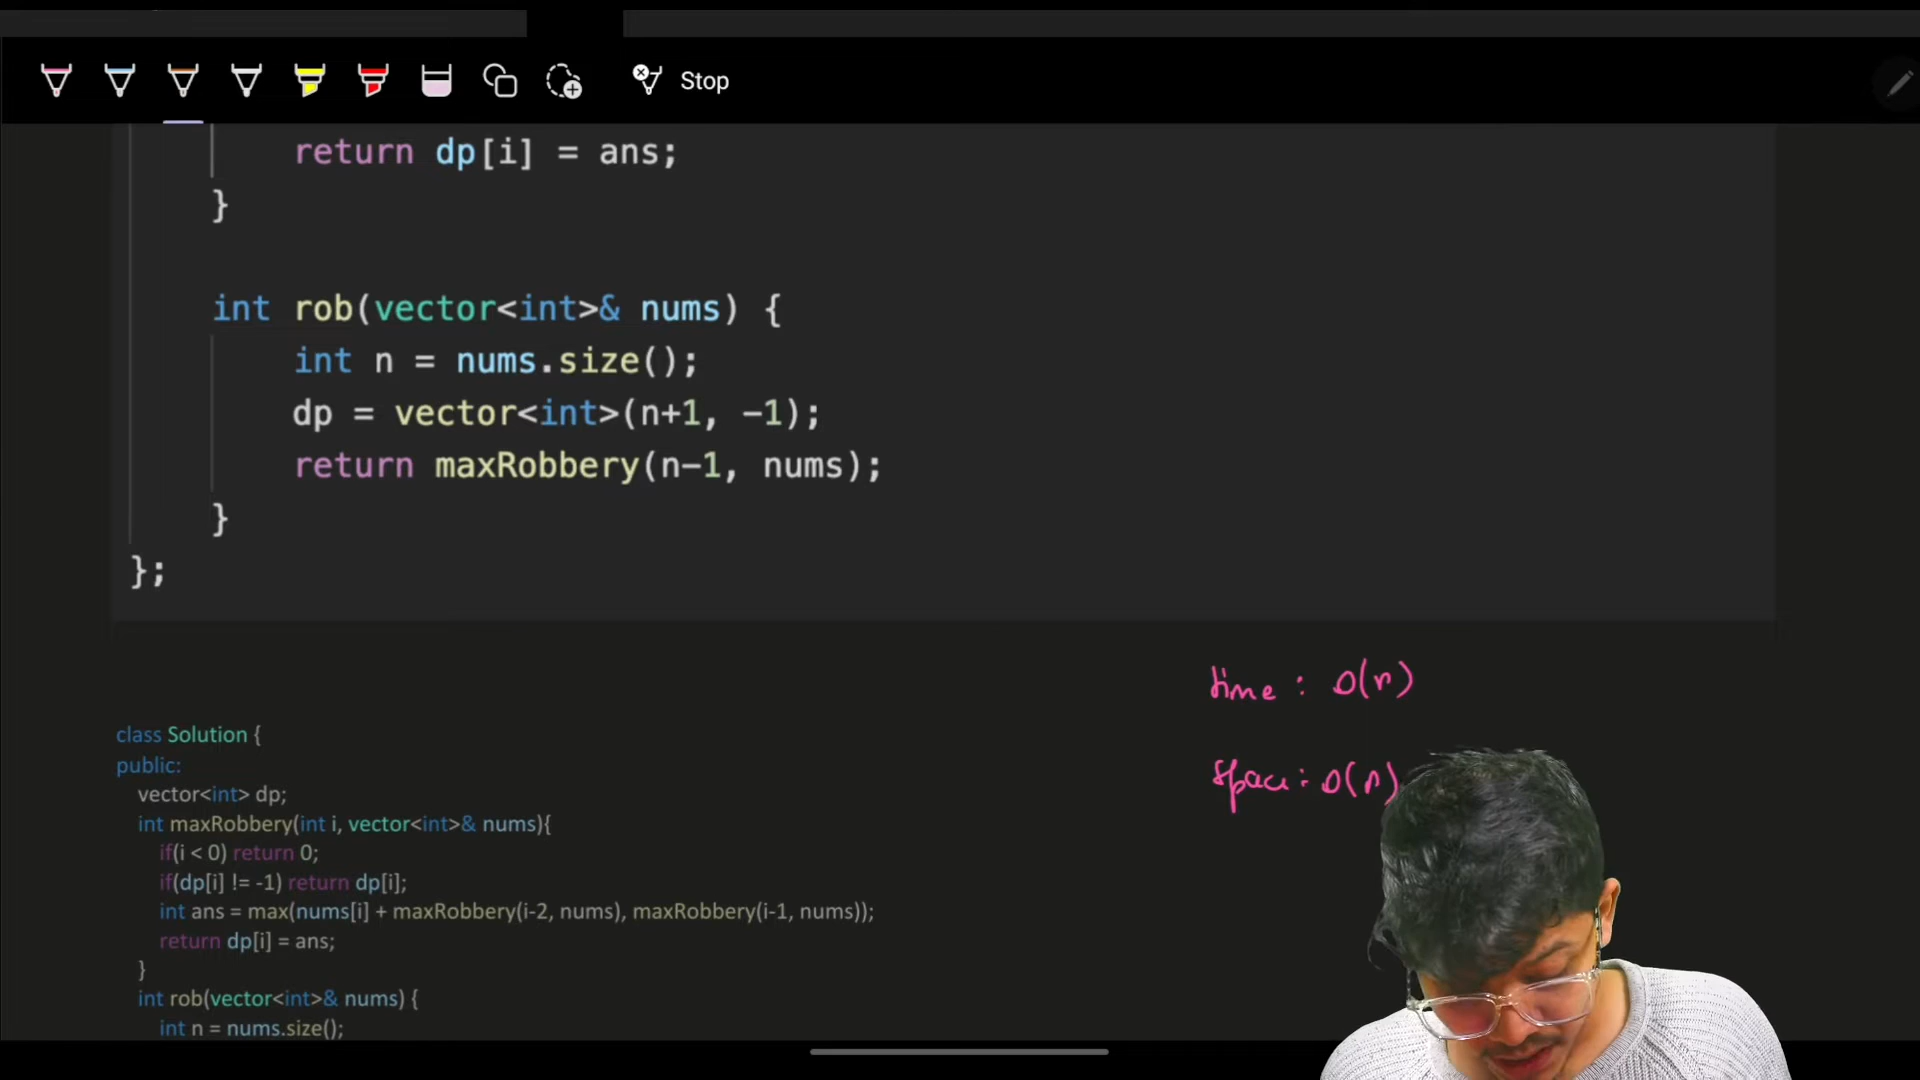 Stop
return dp[i] = ans;
}
int rob(vector<int>& nums) {
int n = nums.size();
dp = vector<int>(n+1, -1);
return maxRobbery(n-1, nums);
}
};
time : O(n)
space : O(n)
class Solution {
public:
vector<int> dp;
int maxRobbery(int i, vector<int>& nums){
if(i < 0) return 0;
if(dp[i] != -1) return dp[i];
int ans = max(nums[i] + maxRobbery(i-2, nums), maxRobbery(i-1, nums));
return dp[i] = ans;
}
int rob(vector<int>& nums) {
int n = nums.size();